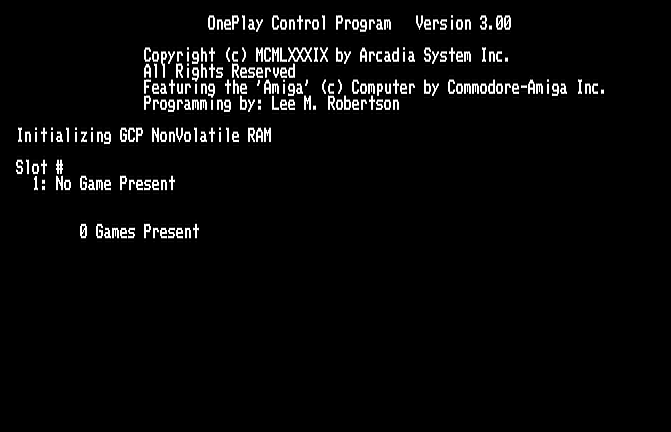 OnePlay Control Program Version 3.00
Copyright (c) MCMLXXXIX by Arcadia System Inc.
All Rights Reserved
Featuring the 'Amiga' (c) Computer by Commodore-Amiga Inc.
Programming by: Lee M. Robertson
Initializing GCP NonVolatile RAM
Slot #
1: No Game Present
0 Games Present